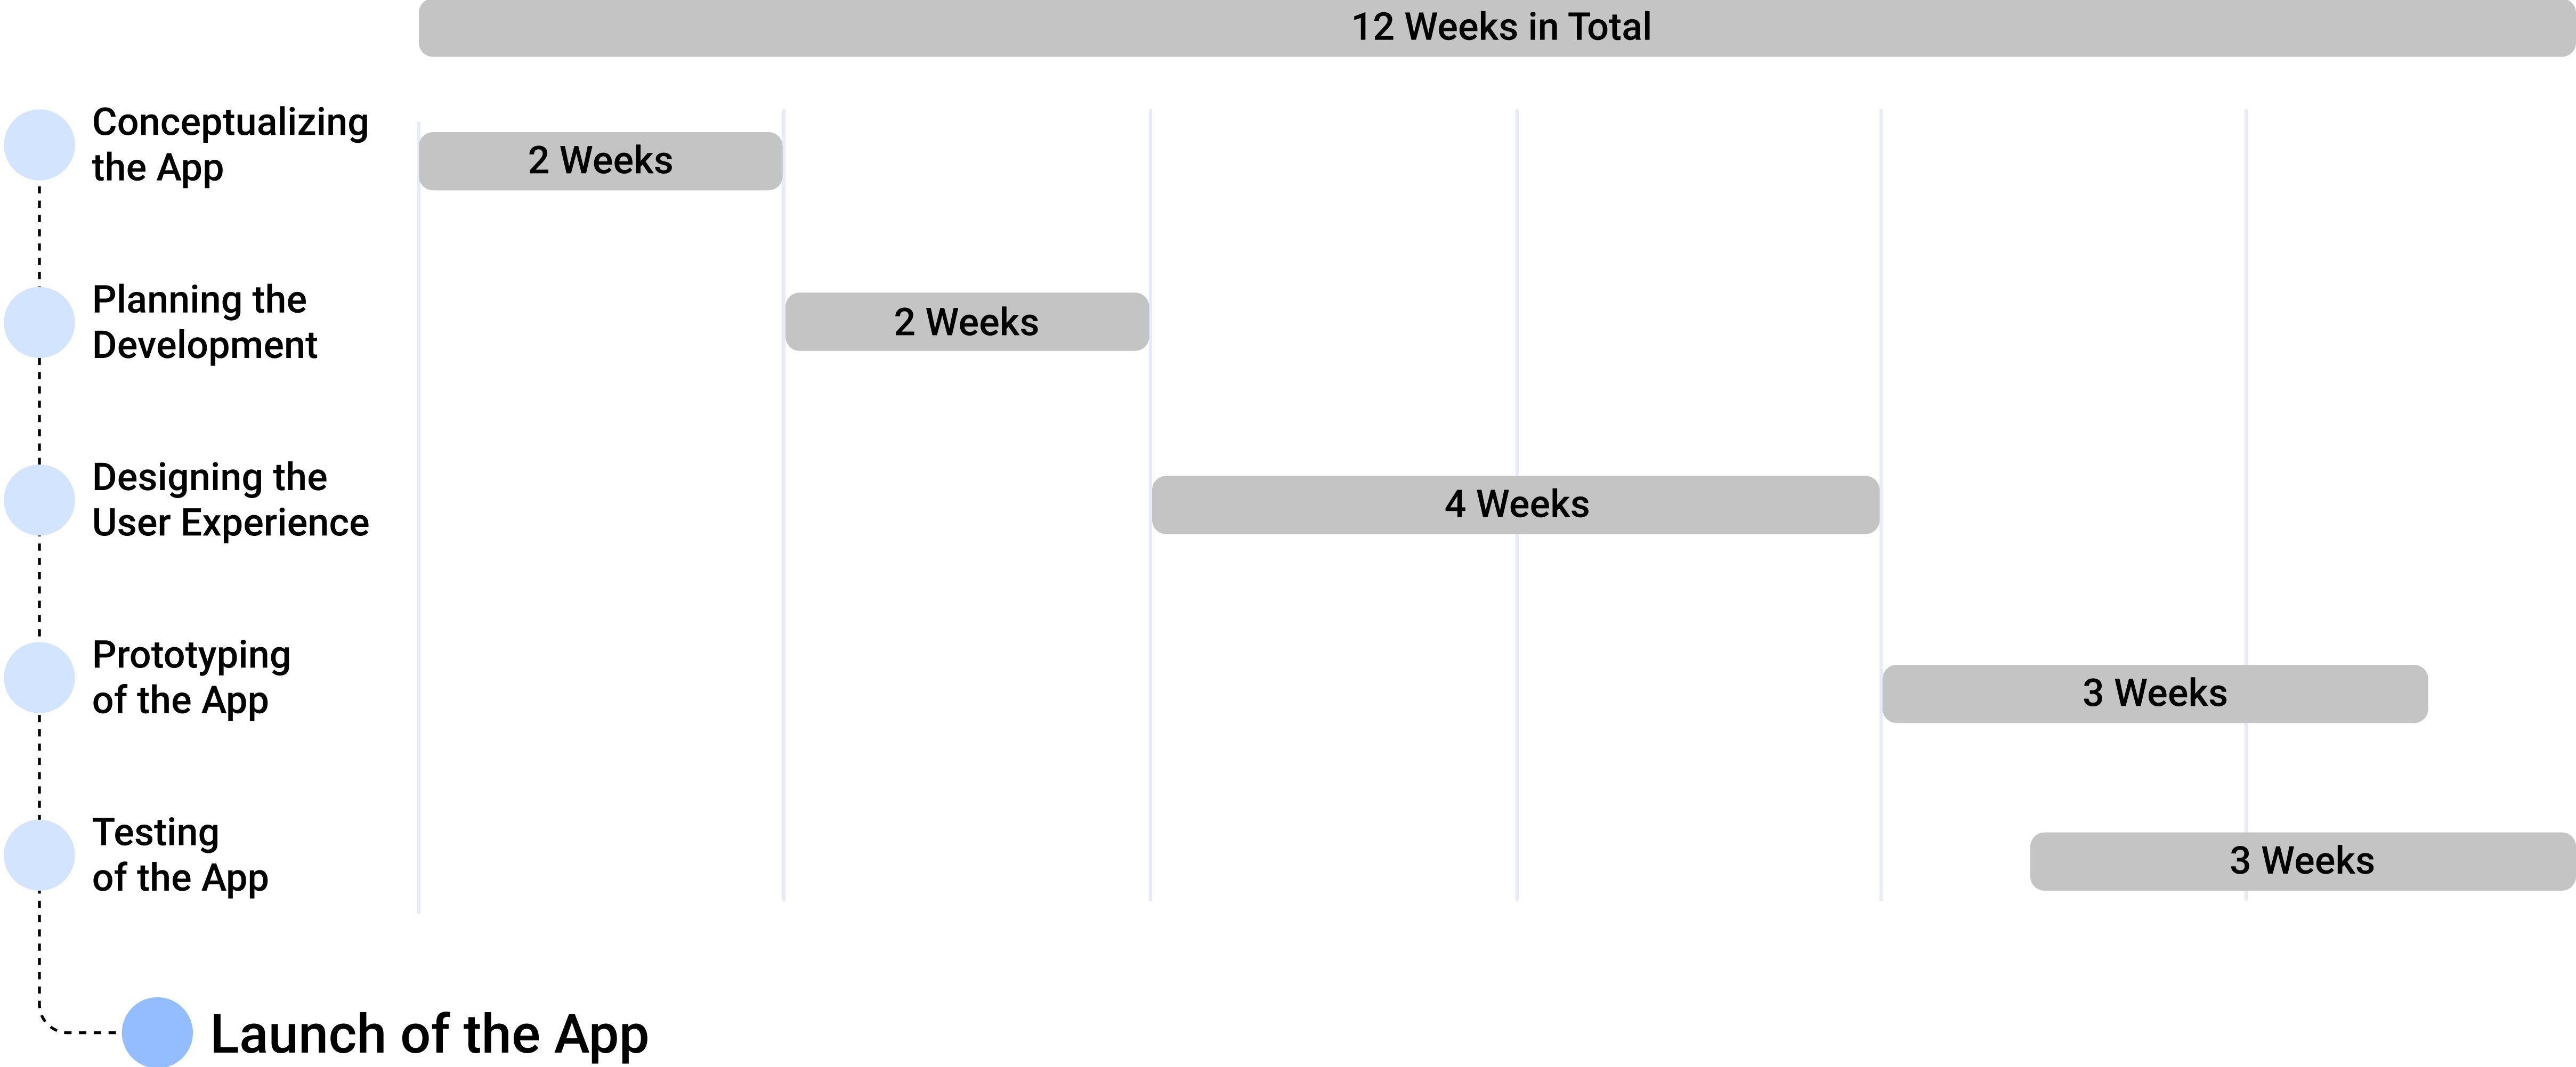 12 Weeks in Total
Conceptualizing
the App
2 Weeks
Planning the
Development
2 Weeks
Designing the
User Experience
4 Weeks
Prototyping
of the App
3 Weeks
Testing
of the App
3 Weeks
Launch of the App